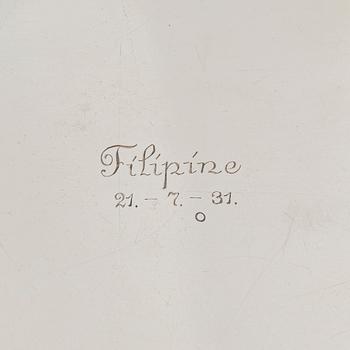 Filipine
21. – 7. – 31.